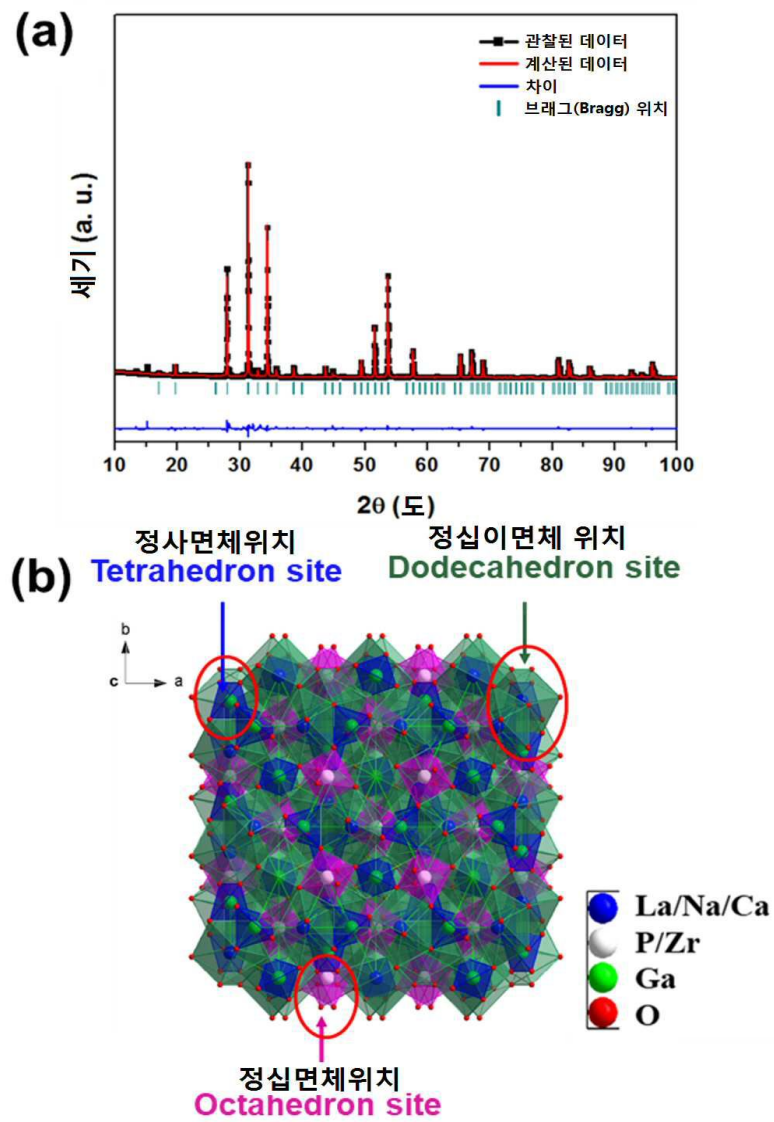 (a)
관찰된 데이터
계산된 데이터
차이
브래그(Bragg) 위치
세기 (a. u.)
10 20 30 40 50 60 70 80 90 100
2θ (도)
(b)
정사면체위치
Tetrahedron site
정십이면체 위치
Dodecahedron site
b
c
a
La/Na/Ca
P/Zr
Ga
O
정십면체위치
Octahedron site